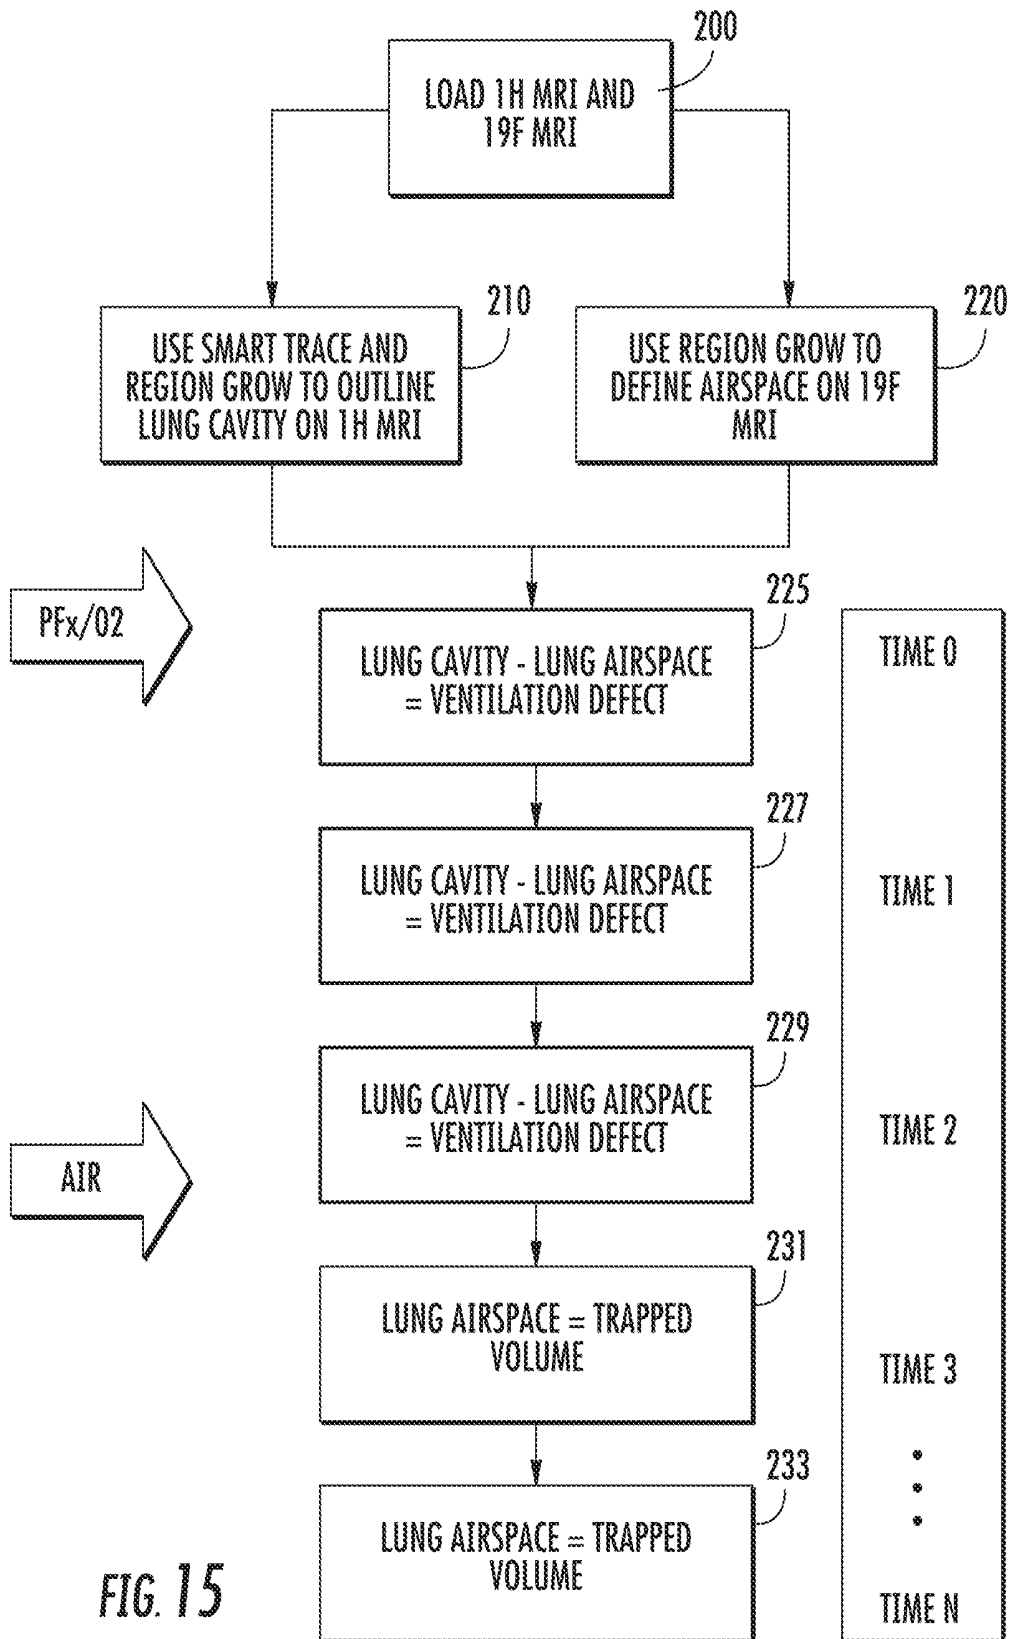 200
LOAD 1H MRI AND
19F MRI
210
USE SMART TRACE AND
REGION GROW TO OUTLINE
LUNG CAVITY ON 1H MRI
220
USE REGION GROW TO
DEFINE AIRSPACE ON 19F
MRI
PFx/02
225
LUNG CAVITY - LUNG AIRSPACE
= VENTILATION DEFECT
TIME 0
227
LUNG CAVITY - LUNG AIRSPACE
= VENTILATION DEFECT
TIME 1
229
LUNG CAVITY - LUNG AIRSPACE
= VENTILATION DEFECT
TIME 2
AIR
231
LUNG AIRSPACE = TRAPPED
VOLUME
TIME 3
233
LUNG AIRSPACE = TRAPPED
VOLUME
TIME N
FIG. 15